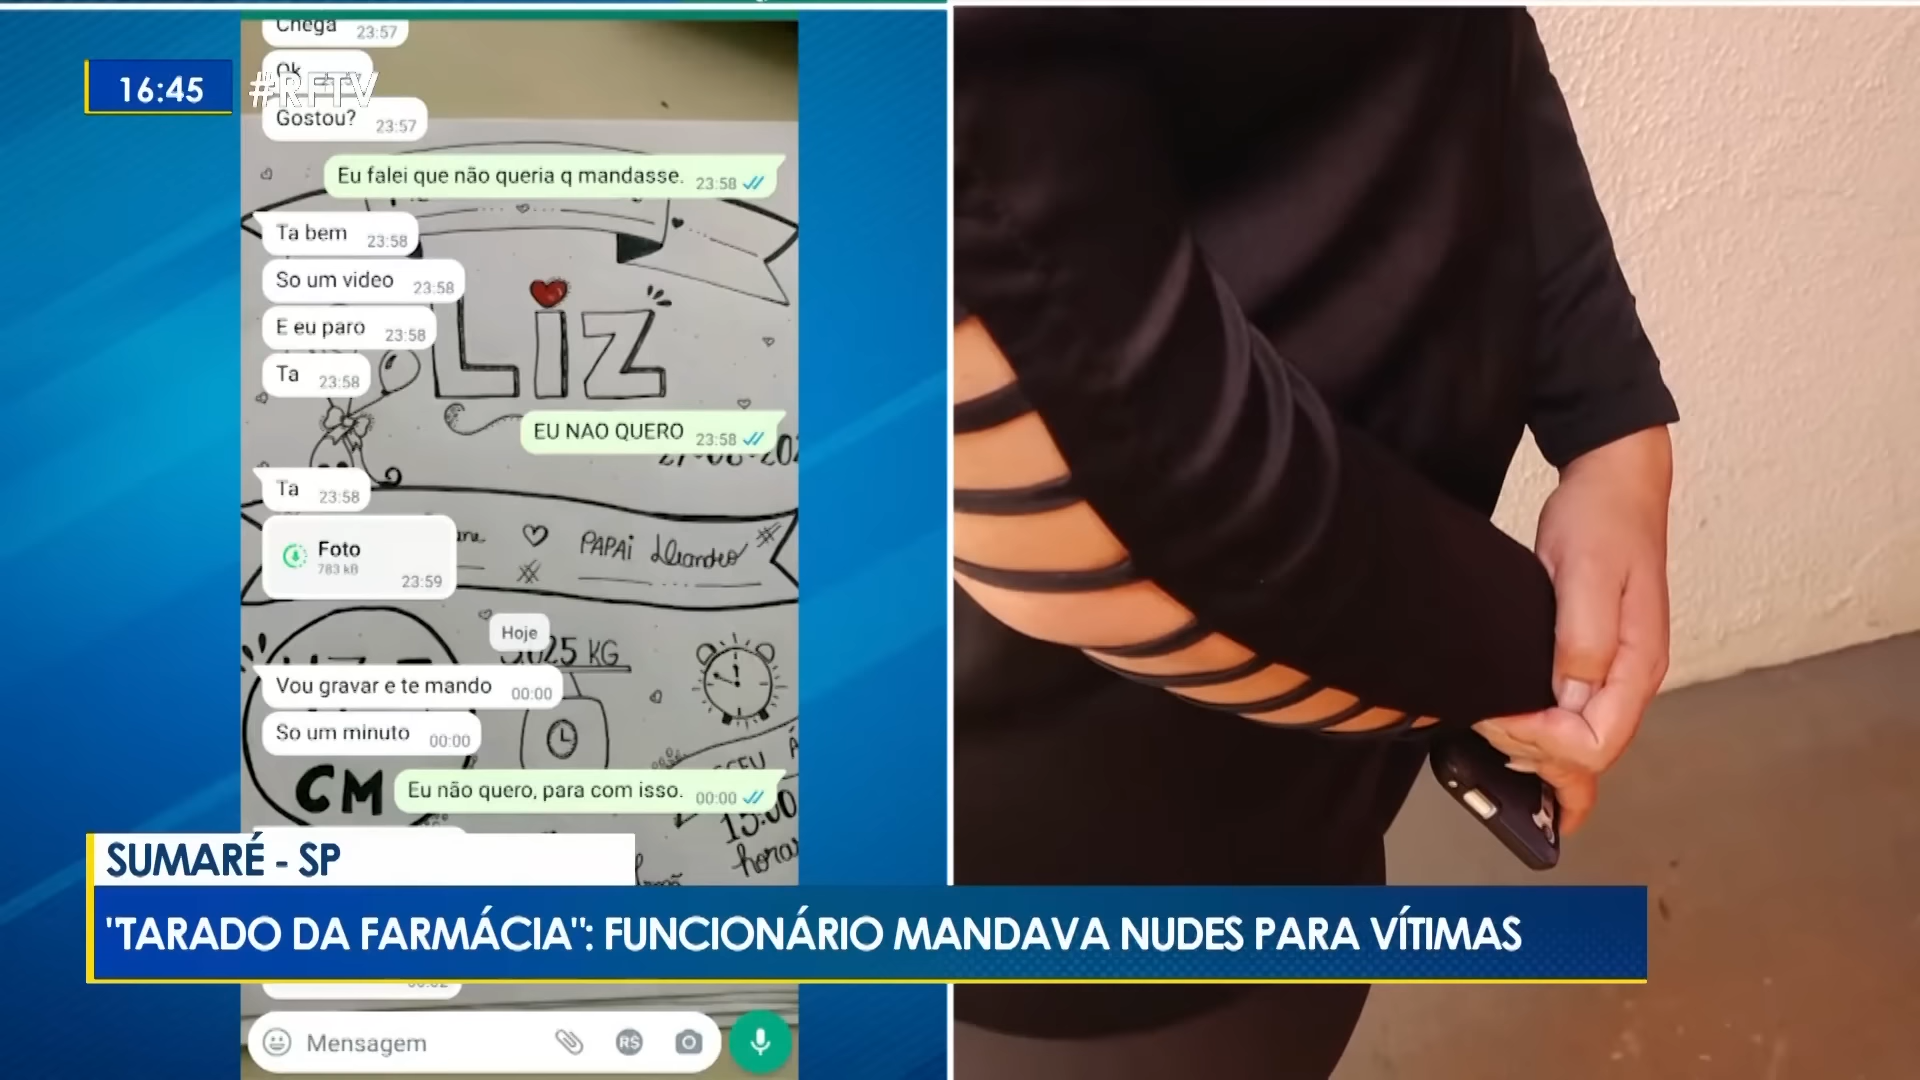 Chega 23:57
16:45
#RFTV
Ok
Gostou? 23:57
Eu falei que não queria q mandasse. 23:58
Ta bem 23:58
So um video 23:58
LIZ
E eu paro 23:58
Ta 23:58
EU NAO QUERO 23:58
Ta 23:58
Foto
783 kB
23:59
PAPAi Leandro
Hoje
Vou gravar e te mando 00:00
So um minuto 00:00
CM
Eu não quero, para com isso. 00:00
15:00
horas
SUMARÉ - SP
"TARADO DA FARMÁCIA": FUNCIONÁRIO MANDAVA NUDES PARA VÍTIMAS
Mensagem
R$